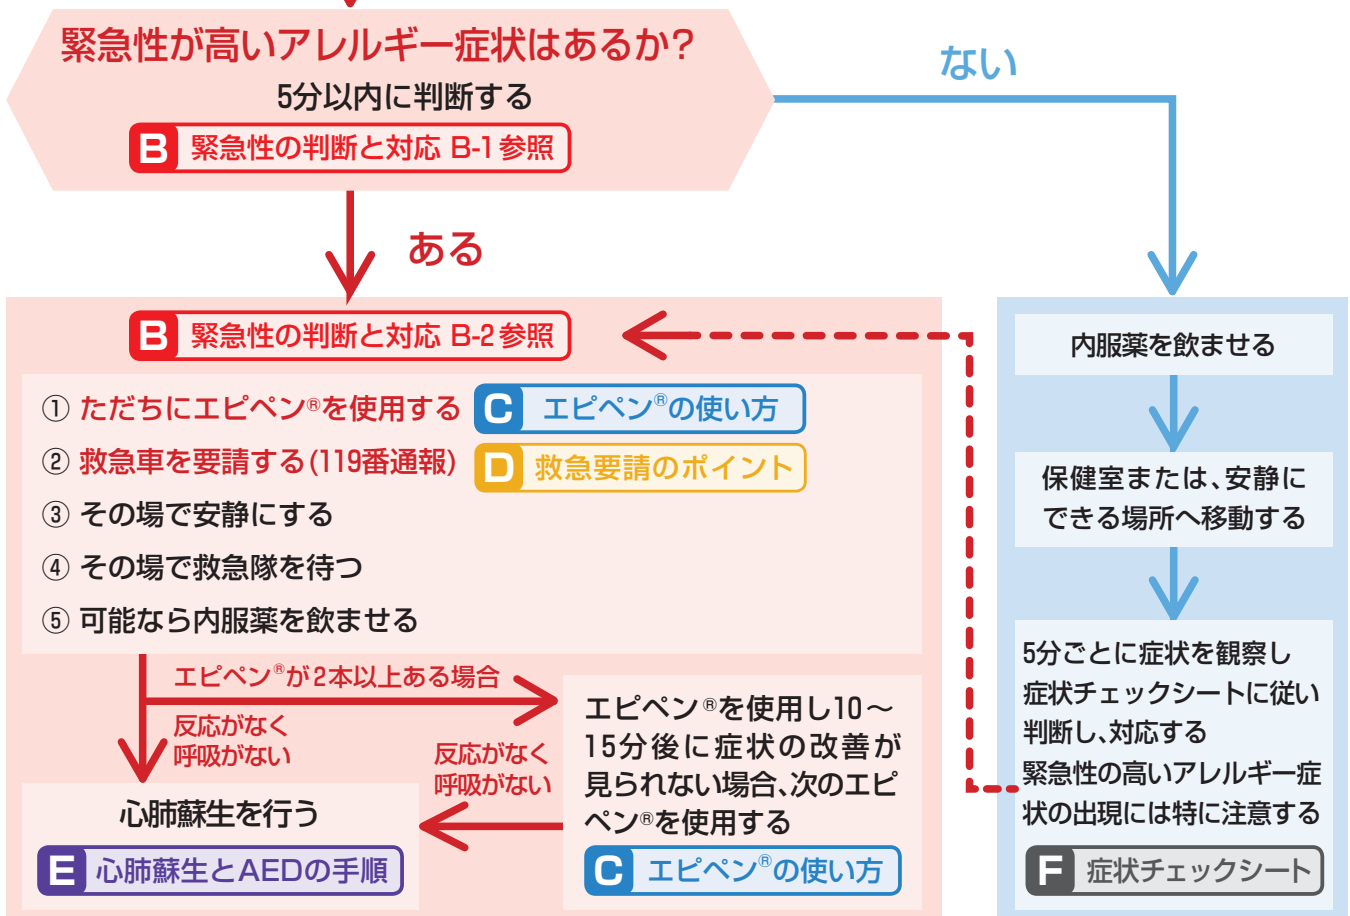 緊急性が高いアレルギー症状はあるか?
5分以内に判断する
B 緊急性の判断と対応 B-1参照
ない
ある
B 緊急性の判断と対応 B-2参照
① ただちにエピペン®を使用する C エピペン®の使い方
② 救急車を要請する(119番通報) D 救急要請のポイント
③ その場で安静にする
④ その場で救急隊を待つ
⑤ 可能なら内服薬を飲ませる
エピペン®が2本以上ある場合
反応がなく
呼吸がない
心肺蘇生を行う
E 心肺蘇生とAEDの手順
反応がなく
呼吸がない
エピペン®を使用し10～
15分後に症状の改善が
見られない場合、次のエピ
ペン®を使用する
C エピペン®の使い方
内服薬を飲ませる
保健室または、安静に
できる場所へ移動する
5分ごとに症状を観察し
症状チェックシートに従い
判断し、対応する
緊急性の高いアレルギー症
状の出現には特に注意する
F 症状チェックシート